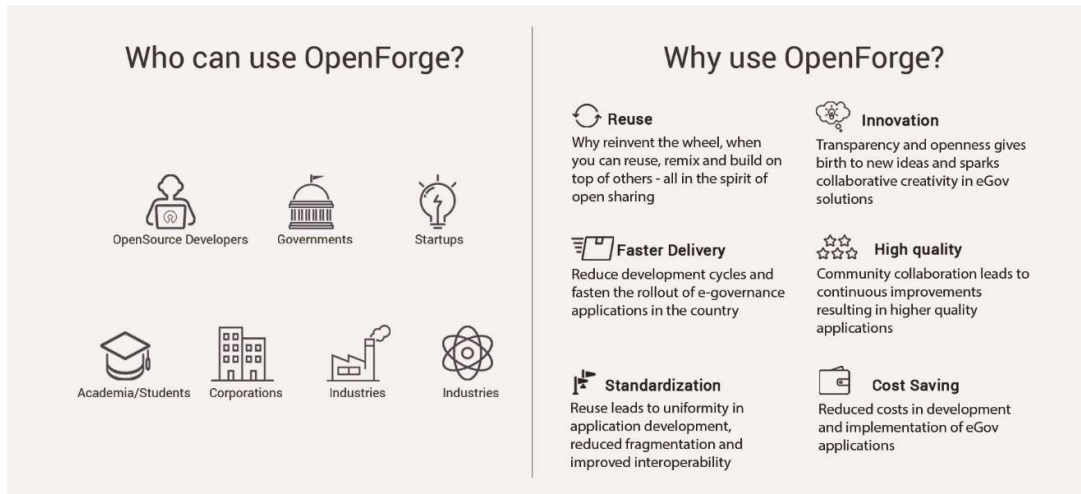 Who can use OpenForge?
OpenSource Developers
Governments
Startups
Academia/Students
Corporations
Industries
Industries
Why use OpenForge?
Reuse
Why reinvent the wheel, when
you can reuse, remix and build on
top of others - all in the spirit of
open sharing
Innovation
Transparency and openness gives
birth to new ideas and sparks
collaborative creativity in eGov
solutions
Faster Delivery
Reduce development cycles and
fasten the rollout of e-governance
applications in the country
High quality
Community collaboration leads to
continuous improvements
resulting in higher quality
applications
Standardization
Reuse leads to uniformity in
application development,
reduced fragmentation and
improved interoperability
Cost Saving
Reduced costs in development
and implementation of eGov
applications